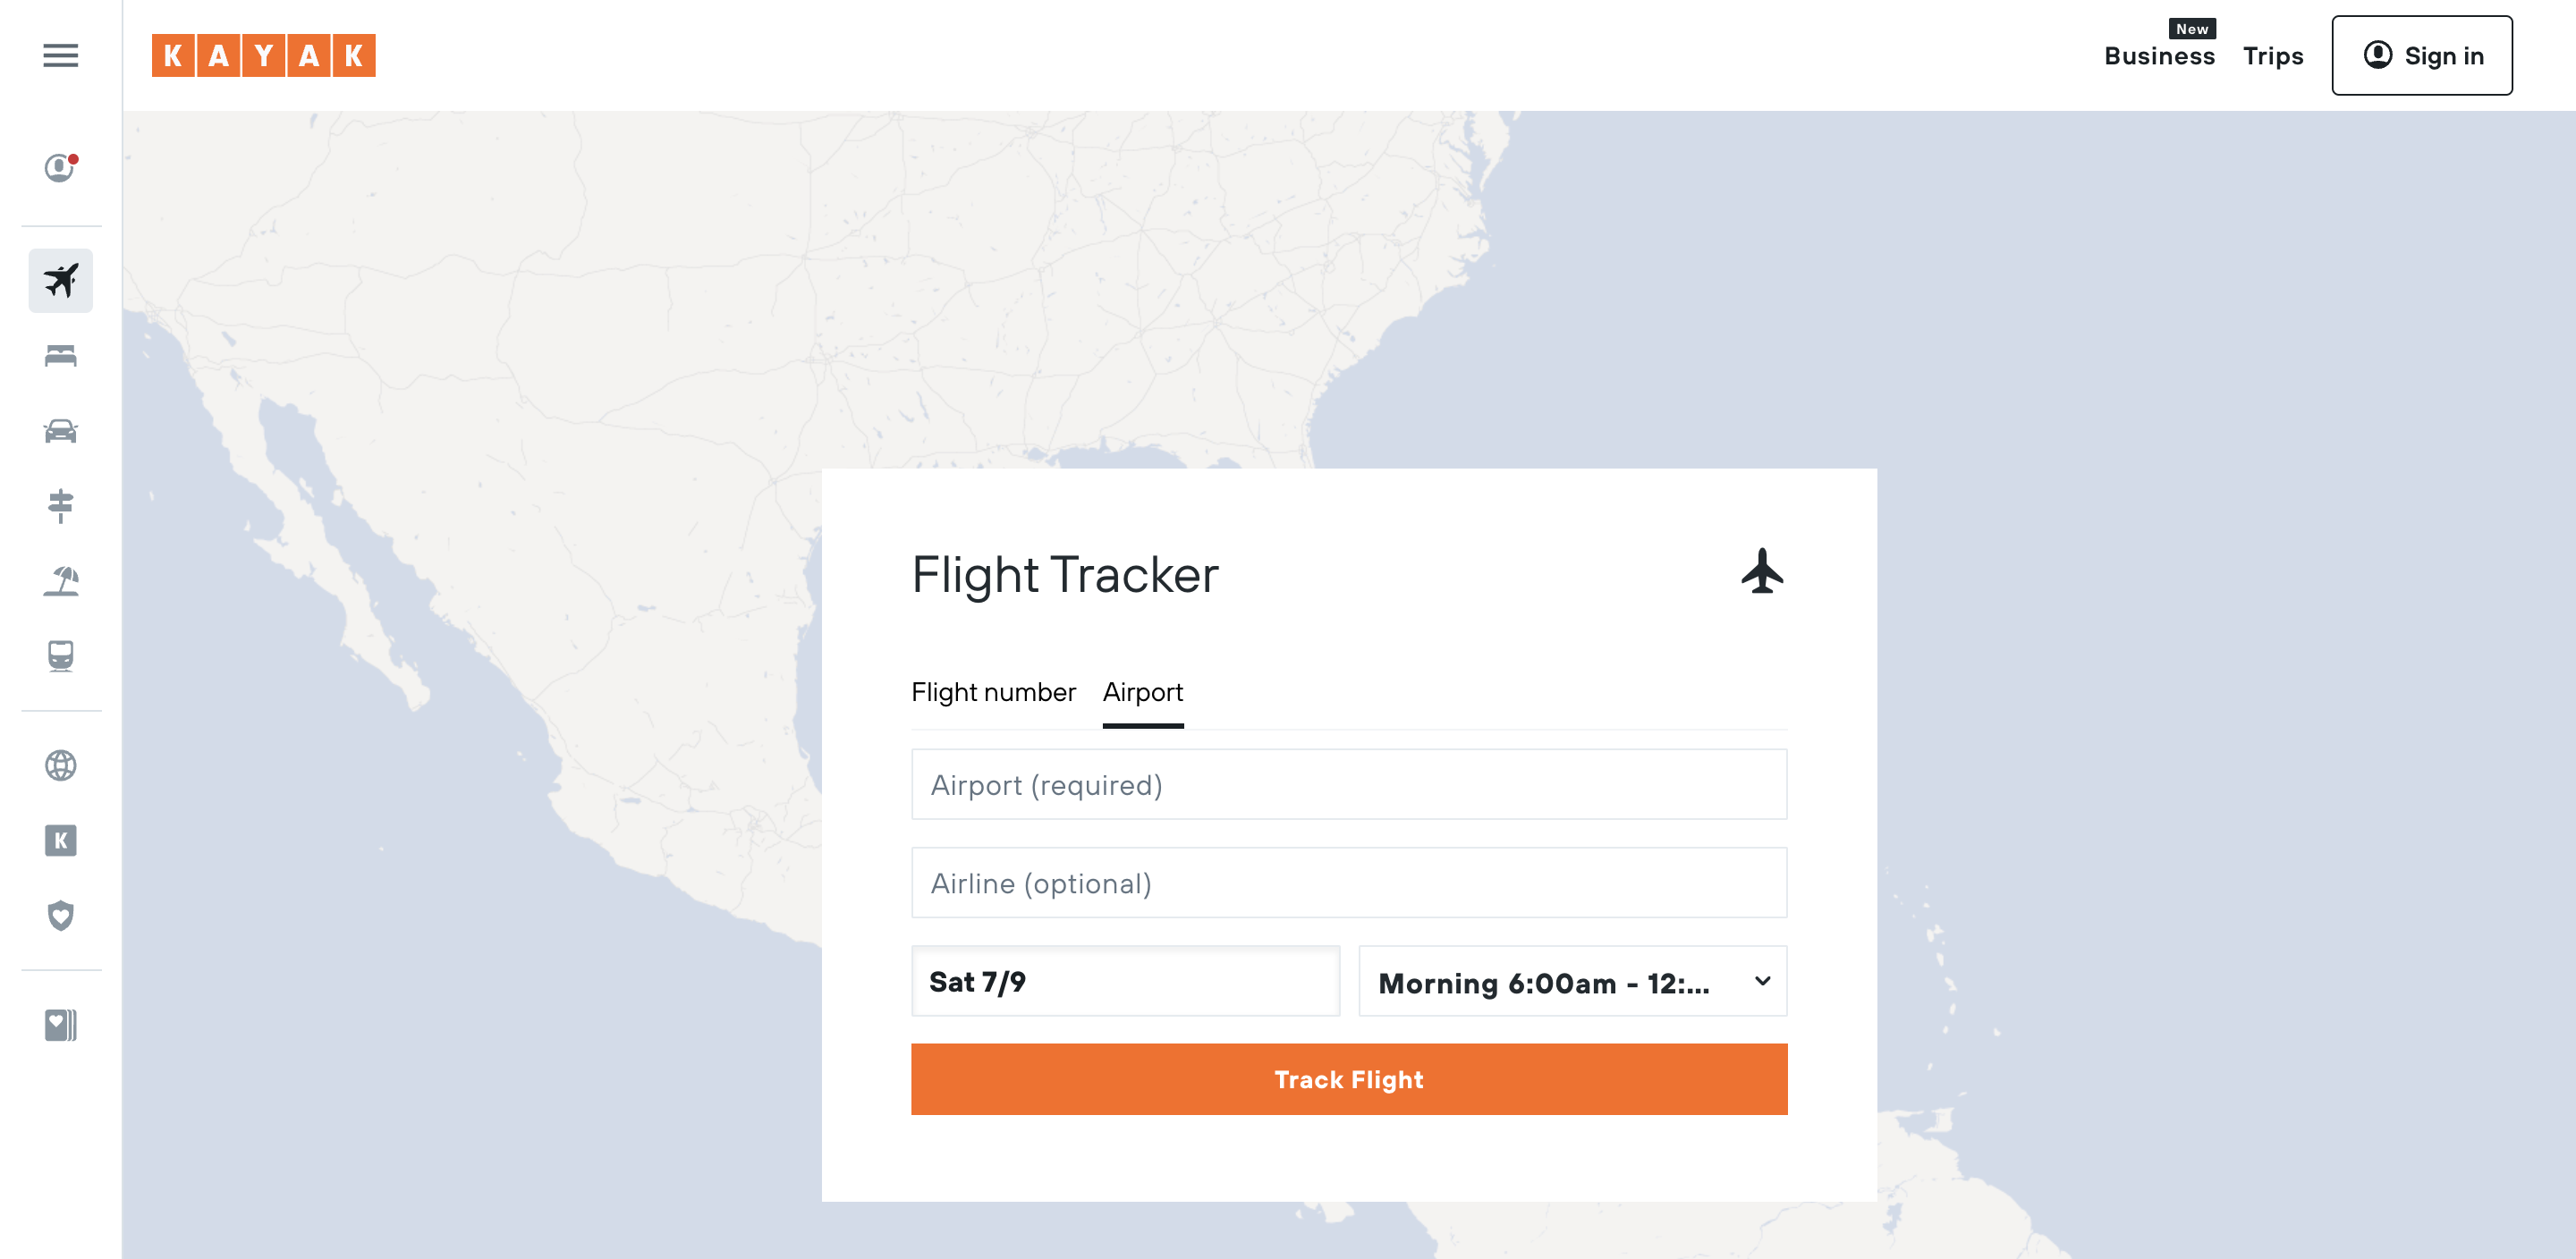 KAYAK
New
Business Trips Sign in
Flight Tracker
Flight number Airport
Airport (required)
Airline (optional)
Sat 7/9 Morning 6:00am - 12:...
Track Flight
K